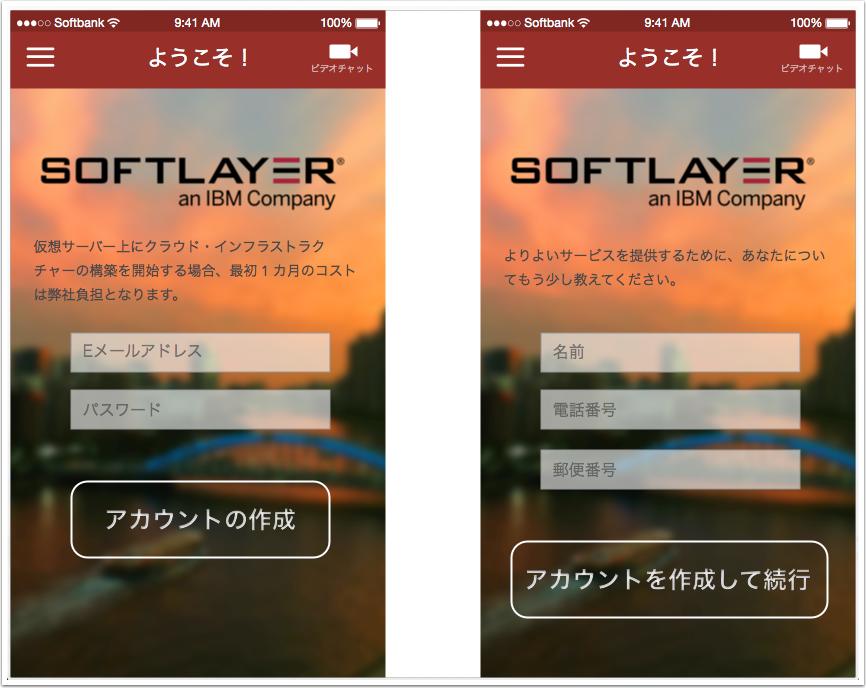 Softbank 9:41 AM 100%
ようこそ！
ビデオチャット
SOFTLAYER®
an IBM Company
仮想サーバー上にクラウド・インフラストラク
チャーの構築を開始する場合、最初1カ月のコスト
は弊社負担となります。
Eメールアドレス
パスワード
アカウントの作成
Softbank 9:41 AM 100%
ようこそ！
ビデオチャット
SOFTLAYER®
an IBM Company
よりよいサービスを提供するために、あなたについ
てもう少し教えてください。
名前
電話番号
郵便番号
アカウントを作成して続行